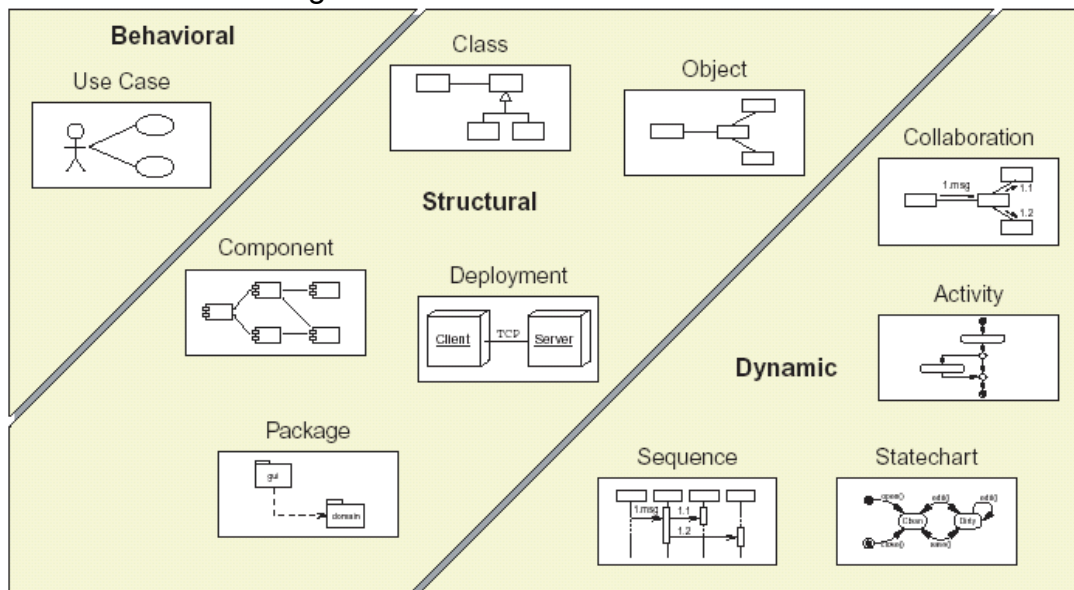 Behavioral
Use Case
Class
Object
Collaboration
1.msg
1.1
1.2
Structural
Component
Deployment
Client
TCP
Server
Activity
Dynamic
Package
gui
domain
Sequence
1.msg
1.1
1.2
Statechart
open()
edit()
edit()
Clean
Dirty
close()
save()